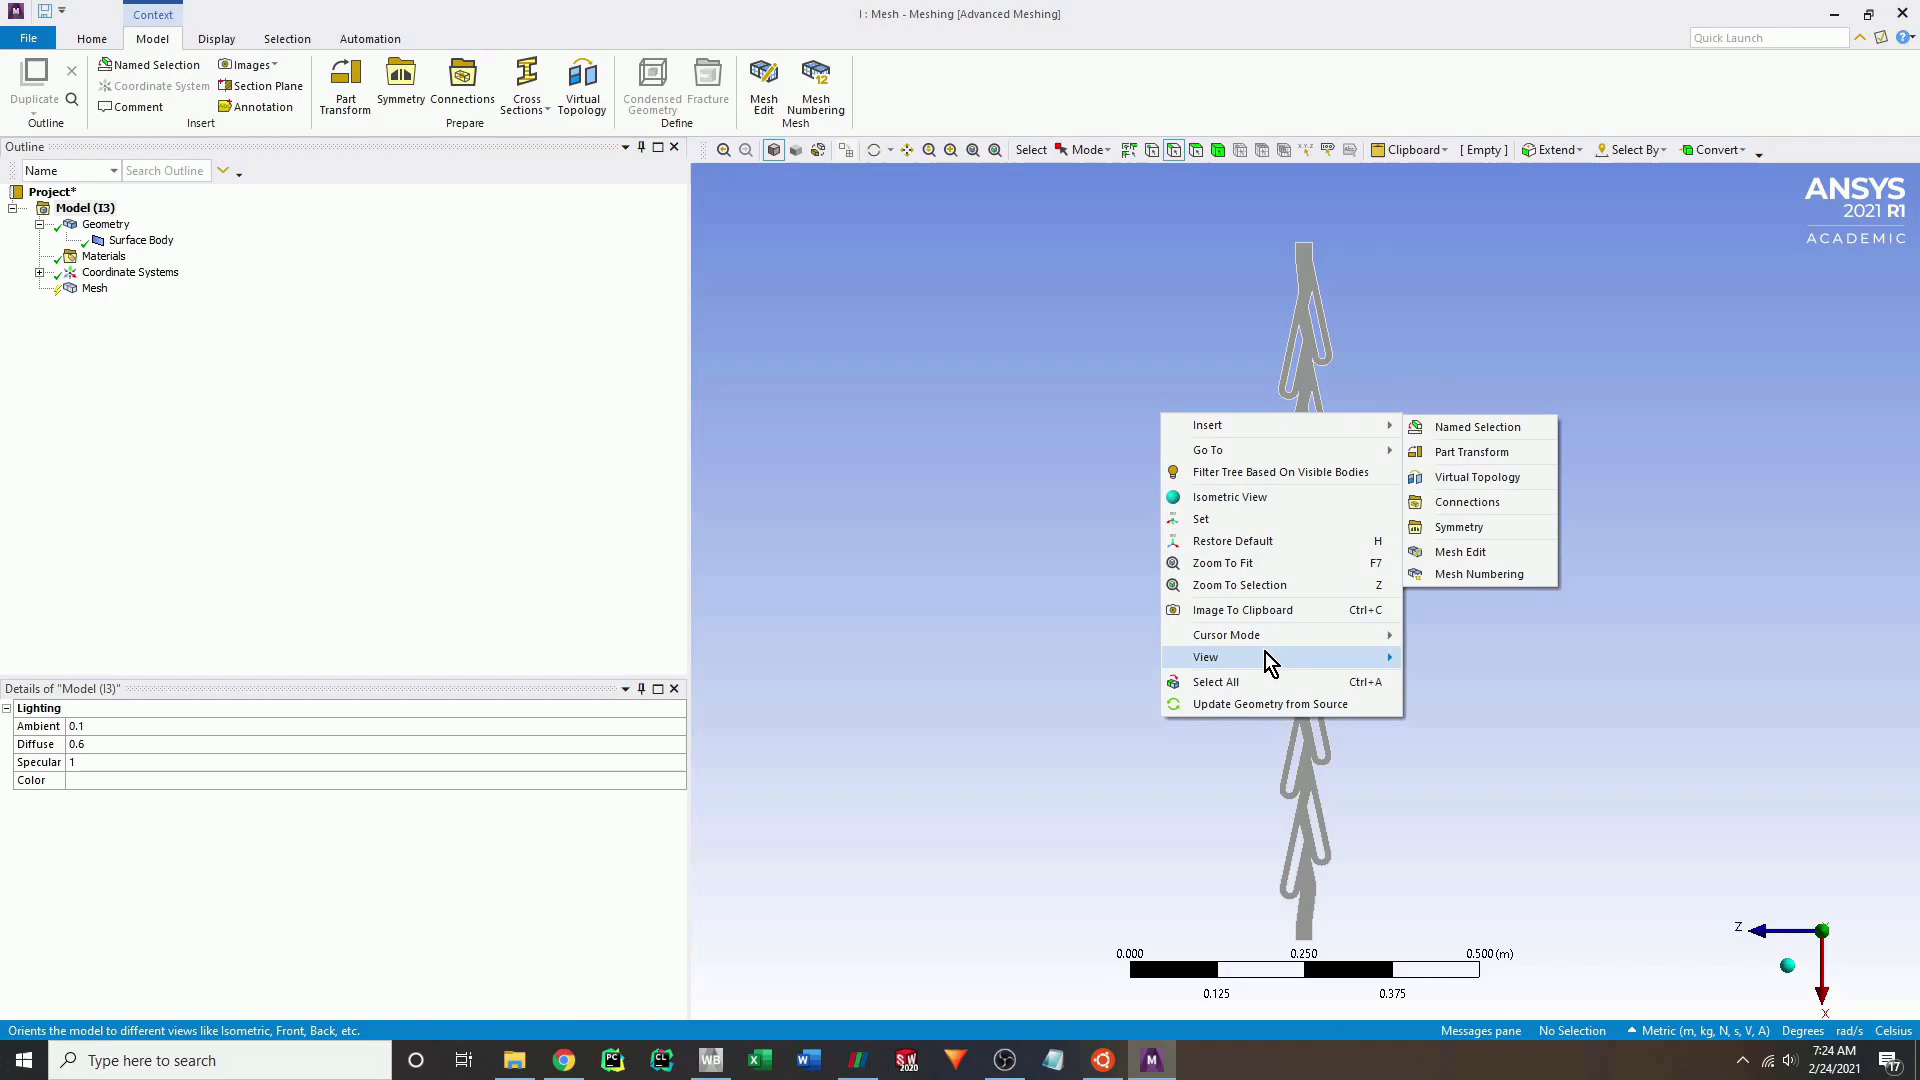 Context
I : Mesh - Meshing [Advanced Meshing]
File
Home
Model
Display
Selection
Automation
Quick Launch
Duplicate
Outline
Named Selection
Coordinate System
Comment
Images
Section Plane
Annotation
Insert
Part Transform
Symmetry
Connections
Cross Sections
Virtual Topology
Prepare
Condensed Geometry
Fracture
Define
Mesh Edit
Mesh Numbering
Mesh
Outline
Name
Search Outline
Project*
Model (I3)
Geometry
Surface Body
Materials
Coordinate Systems
Mesh
Select
Mode
Clipboard
[ Empty ]
Extend
Select By
Convert
ANSYS
2021 R1
ACADEMIC
Insert
Go To
Filter Tree Based On Visible Bodies
Isometric View
Set
Restore Default H
Zoom To Fit F7
Zoom To Selection Z
Image To Clipboard Ctrl+C
Cursor Mode
View
Select All Ctrl+A
Update Geometry from Source
Named Selection
Part Transform
Virtual Topology
Connections
Symmetry
Mesh Edit
Mesh Numbering
Details of "Model (I3)"
Lighting
Ambient 0.1
Diffuse 0.6
Specular 1
Color
0.000 0.250 0.500 (m)
0.125 0.375
Z
X
Orients the model to different views like Isometric, Front, Back, etc.
Messages pane
No Selection
Metric (m, kg, N, s, V, A)
Degrees
rad/s
Celsius
Type here to search
7:24 AM
2/24/2021
17